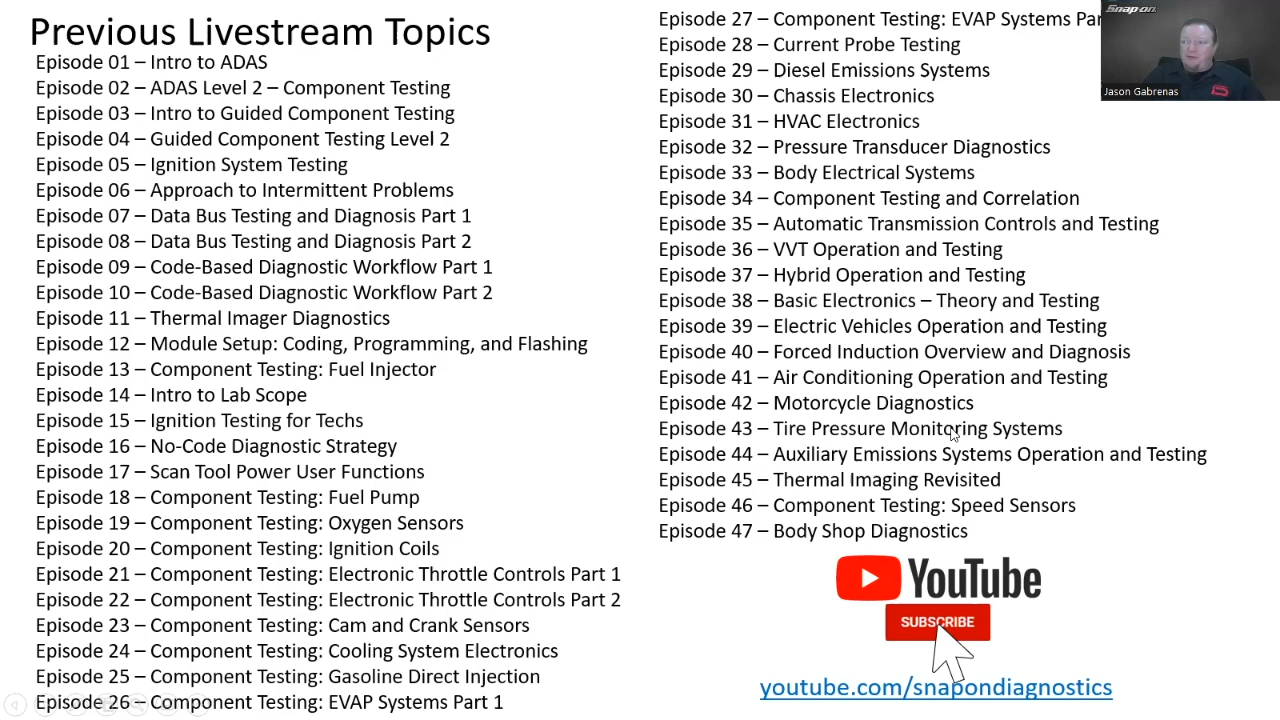 Previous Livestream Topics
Episode 01 – Intro to ADAS
Episode 02 – ADAS Level 2 – Component Testing
Episode 03 – Intro to Guided Component Testing
Episode 04 – Guided Component Testing Level 2
Episode 05 – Ignition System Testing
Episode 06 – Approach to Intermittent Problems
Episode 07 – Data Bus Testing and Diagnosis Part 1
Episode 08 – Data Bus Testing and Diagnosis Part 2
Episode 09 – Code-Based Diagnostic Workflow Part 1
Episode 10 – Code-Based Diagnostic Workflow Part 2
Episode 11 – Thermal Imager Diagnostics
Episode 12 – Module Setup: Coding, Programming, and Flashing
Episode 13 – Component Testing: Fuel Injector
Episode 14 – Intro to Lab Scope
Episode 15 – Ignition Testing for Techs
Episode 16 – No-Code Diagnostic Strategy
Episode 17 – Scan Tool Power User Functions
Episode 18 – Component Testing: Fuel Pump
Episode 19 – Component Testing: Oxygen Sensors
Episode 20 – Component Testing: Ignition Coils
Episode 21 – Component Testing: Electronic Throttle Controls Part 1
Episode 22 – Component Testing: Electronic Throttle Controls Part 2
Episode 23 – Component Testing: Cam and Crank Sensors
Episode 24 – Component Testing: Cooling System Electronics
Episode 25 – Component Testing: Gasoline Direct Injection
Episode 26 – Component Testing: EVAP Systems Part 1
Episode 27 – Component Testing: EVAP Systems Par
Episode 28 – Current Probe Testing
Episode 29 – Diesel Emissions Systems
Episode 30 – Chassis Electronics
Episode 31 – HVAC Electronics
Episode 32 – Pressure Transducer Diagnostics
Episode 33 – Body Electrical Systems
Episode 34 – Component Testing and Correlation
Episode 35 – Automatic Transmission Controls and Testing
Episode 36 – VVT Operation and Testing
Episode 37 – Hybrid Operation and Testing
Episode 38 – Basic Electronics – Theory and Testing
Episode 39 – Electric Vehicles Operation and Testing
Episode 40 – Forced Induction Overview and Diagnosis
Episode 41 – Air Conditioning Operation and Testing
Episode 42 – Motorcycle Diagnostics
Episode 43 – Tire Pressure Monitoring Systems
Episode 44 – Auxiliary Emissions Systems Operation and Testing
Episode 45 – Thermal Imaging Revisited
Episode 46 – Component Testing: Speed Sensors
Episode 47 – Body Shop Diagnostics
YouTube
SUBSCRIBE
youtube.com/snapondiagnostics
Snap-on
Jason Gabrenas